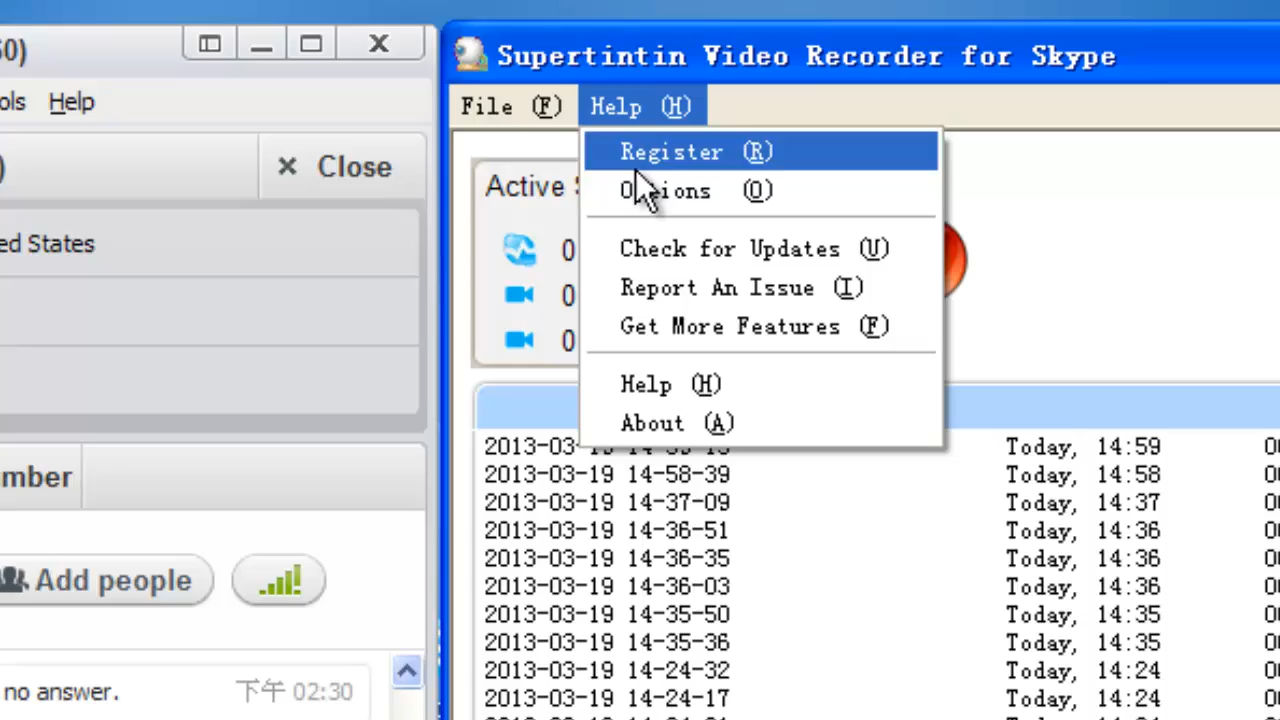 Supertintin Video Recorder for Skype
ols Help
File (F) Help (H)
Close
Register (R)
Options (O)
Check for Updates (U)
Report An Issue (I)
Get More Features (F)
Help (H)
About (A)
Active
0
0
0
ed States
mber
Add people
no answer. 下午 02:30
2013-03-19 Today, 14:59
2013-03-19 14-58-39 Today, 14:58
2013-03-19 14-37-09 Today, 14:37
2013-03-19 14-36-51 Today, 14:36
2013-03-19 14-36-35 Today, 14:36
2013-03-19 14-36-03 Today, 14:36
2013-03-19 14-35-50 Today, 14:35
2013-03-19 14-35-36 Today, 14:35
2013-03-19 14-24-32 Today, 14:24
2013-03-19 14-24-17 Today, 14:24